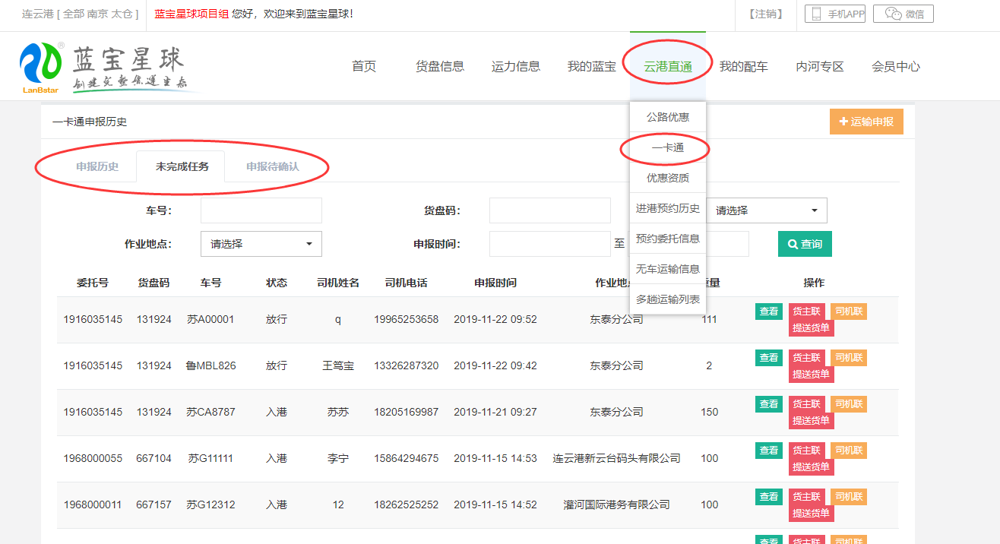 连云港 [ 全部 南京 太仓 ] 蓝宝星球项目组 您好，欢迎来到蓝宝星球！ 【注销】 手机APP 微信
蓝宝星球®
创建完整焦道生态
LanBstar
首页 货盘信息 运力信息 我的蓝宝 云港直通 我的配车 内河专区 会员中心
公路优惠
一卡通
优惠资质
进港预约历史
预约委托信息
无车运输信息
多趟运输列表
一卡通申报历史 运输申报
申报历史 未完成任务 申报待确认
车号： 货盘码： 请选择
作业地点： 请选择 申报时间： 至 查询
委托号 货盘码 车号 状态 司机姓名 司机电话 申报时间 作业地 重量 操作
1916035145 131924 苏A00001 放行 q 19965253658 2019-11-22 09:52 东泰分公司 111 查看 货主联 司机联
提送货单
1916035145 131924 鲁MBL826 放行 王笃宝 13326287320 2019-11-22 09:42 东泰分公司 2 查看 货主联 司机联
提送货单
1916035145 131924 苏CA8787 入港 苏苏 18205169987 2019-11-21 09:27 东泰分公司 150 查看 货主联 司机联
提送货单
1968000055 667104 苏G11111 入港 李宁 15864294675 2019-11-15 14:53 连云港新云台码头有限公司 100 查看 货主联 司机联
提送货单
1968000011 667157 苏G12312 入港 12 18262525252 2019-11-15 14:52 灌河国际港务有限公司 100 查看 货主联 司机联
提送货单
查看 货主联 司机联